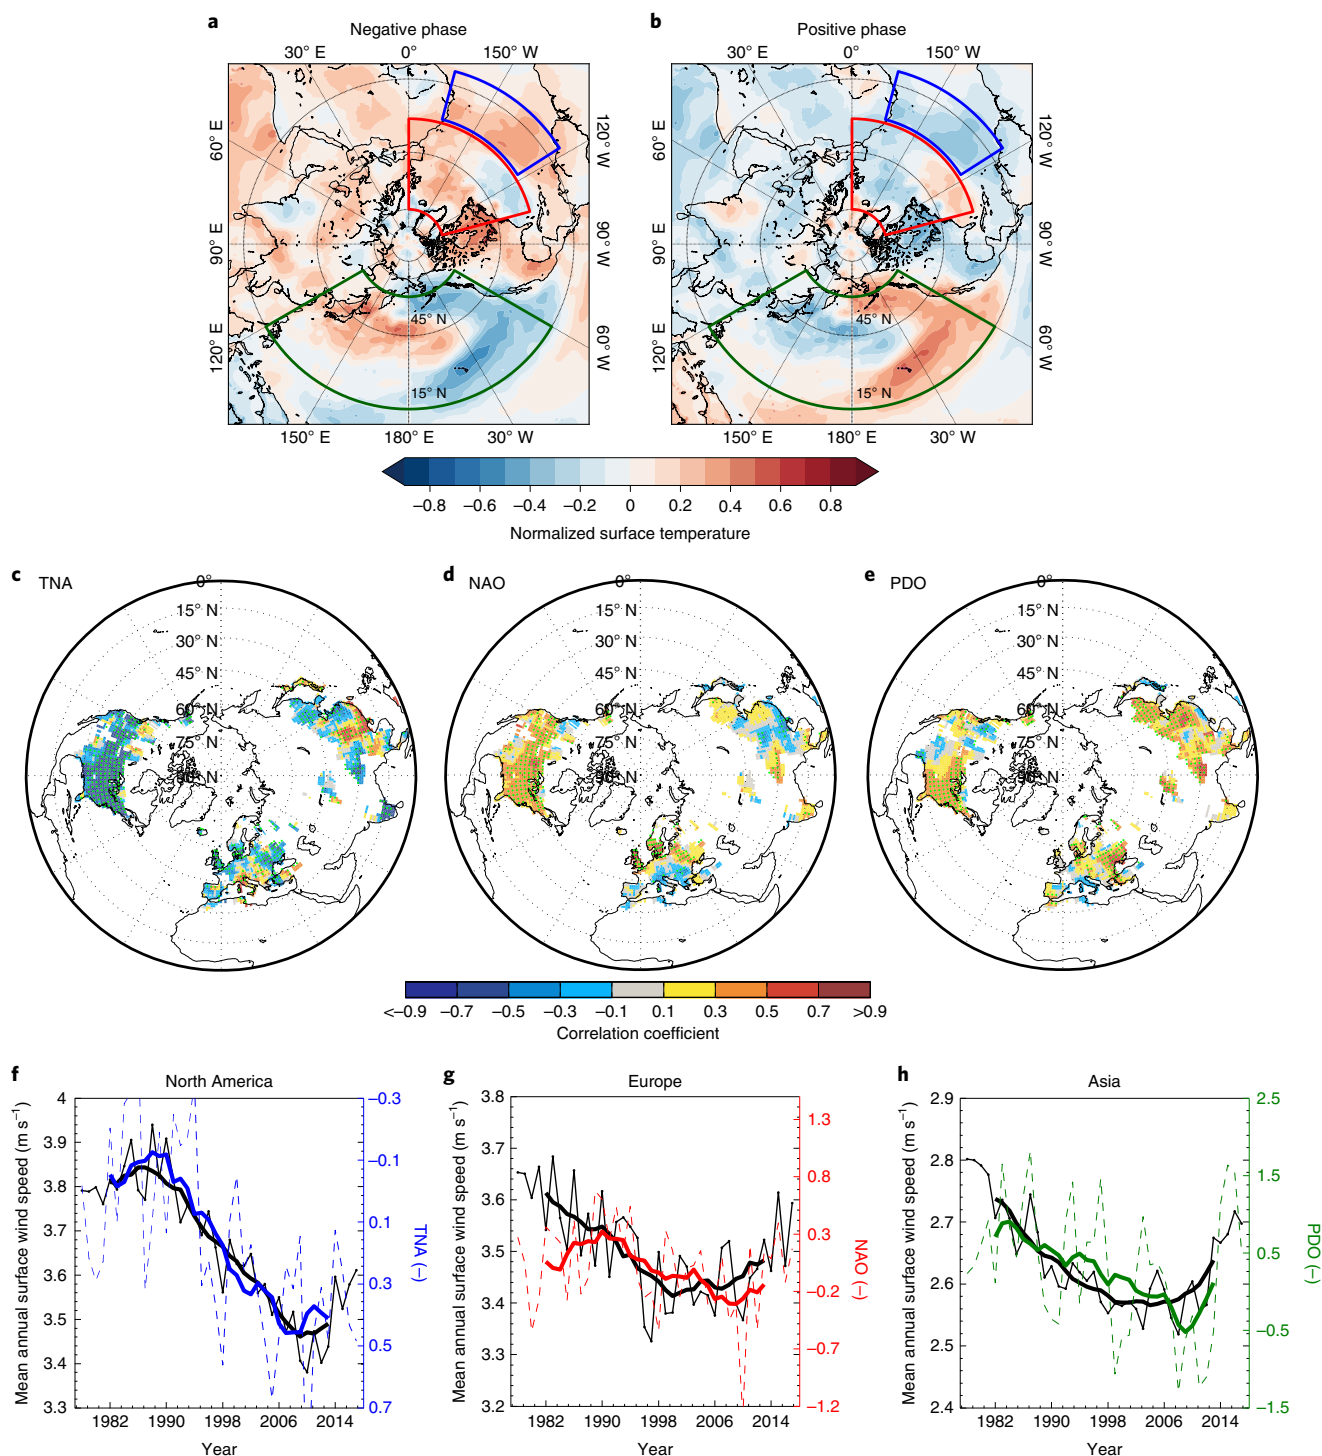 a
Negative phase
30° E 0° 150° W
60° E
90° E
120° E
120° W
90° W
60° W
45° N
15° N
150° E 180° E 30° W
b
Positive phase
30° E 0° 150° W
60° E
90° E
120° E
120° W
90° W
60° W
45° N
15° N
150° E 180° E 30° W
−0.8 −0.6 −0.4 −0.2 0 0.2 0.4 0.6 0.8
Normalized surface temperature
c TNA
0°
15° N
30° N
45° N
60° N
75° N
90° N
d NAO
0°
15° N
30° N
45° N
60° N
75° N
90° N
e PDO
0°
15° N
30° N
45° N
60° N
75° N
90° N
<−0.9 −0.7 −0.5 −0.3 −0.1 0.1 0.3 0.5 0.7 >0.9
Correlation coefficient
f
North America
Mean annual surface wind speed (m s−1)
4
3.9
3.8
3.7
3.6
3.5
3.4
3.3
−0.3
−0.1
0.1
0.3
0.5
0.7
TNA (–)
1982 1990 1998 2006 2014
Year
g
Europe
Mean annual surface wind speed (m s−1)
3.8
3.7
3.6
3.5
3.4
3.3
3.2
1.3
0.8
0.3
−0.2
−0.7
−1.2
NAO (–)
1982 1990 1998 2006 2014
Year
h
Asia
Mean annual surface wind speed (m s−1)
2.9
2.8
2.7
2.6
2.5
2.4
2.5
1.5
0.5
−0.5
−1.5
PDO (–)
1982 1990 1998 2006 2014
Year